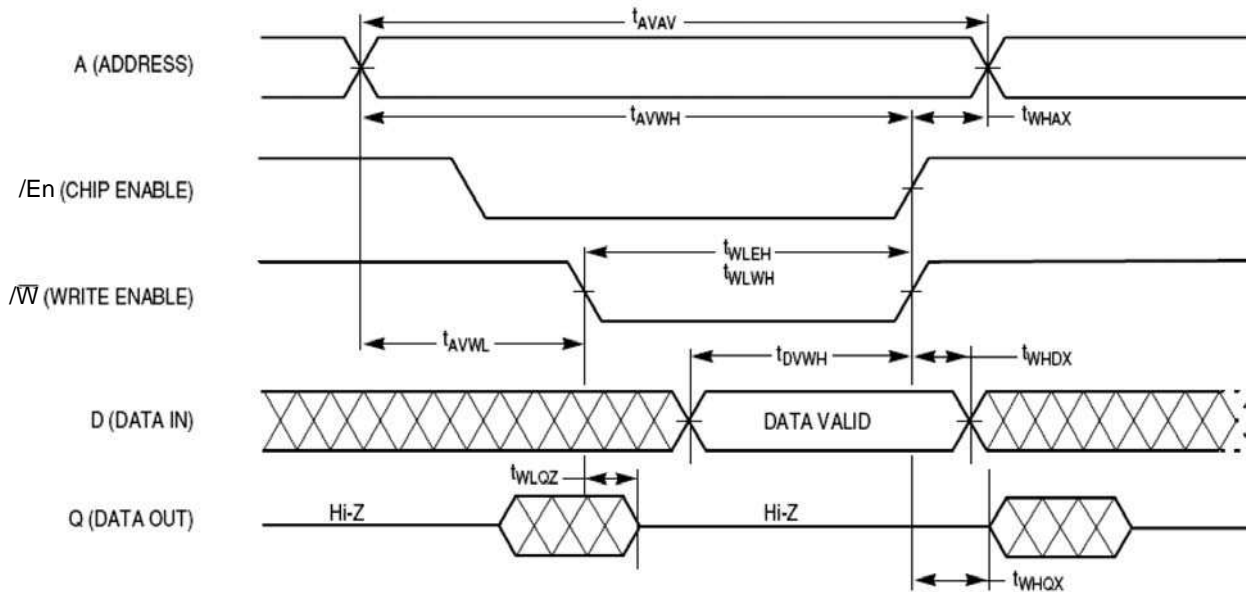 tAVAV
A (ADDRESS)
tAVWH
tWHAX
/En (CHIP ENABLE)
tWLEH
tWLWH
/W̅ (WRITE ENABLE)
tAVWL
tDVWH
tWHDX
D (DATA IN)
DATA VALID
tWLQZ
Q (DATA OUT)
Hi-Z
Hi-Z
tWHQX